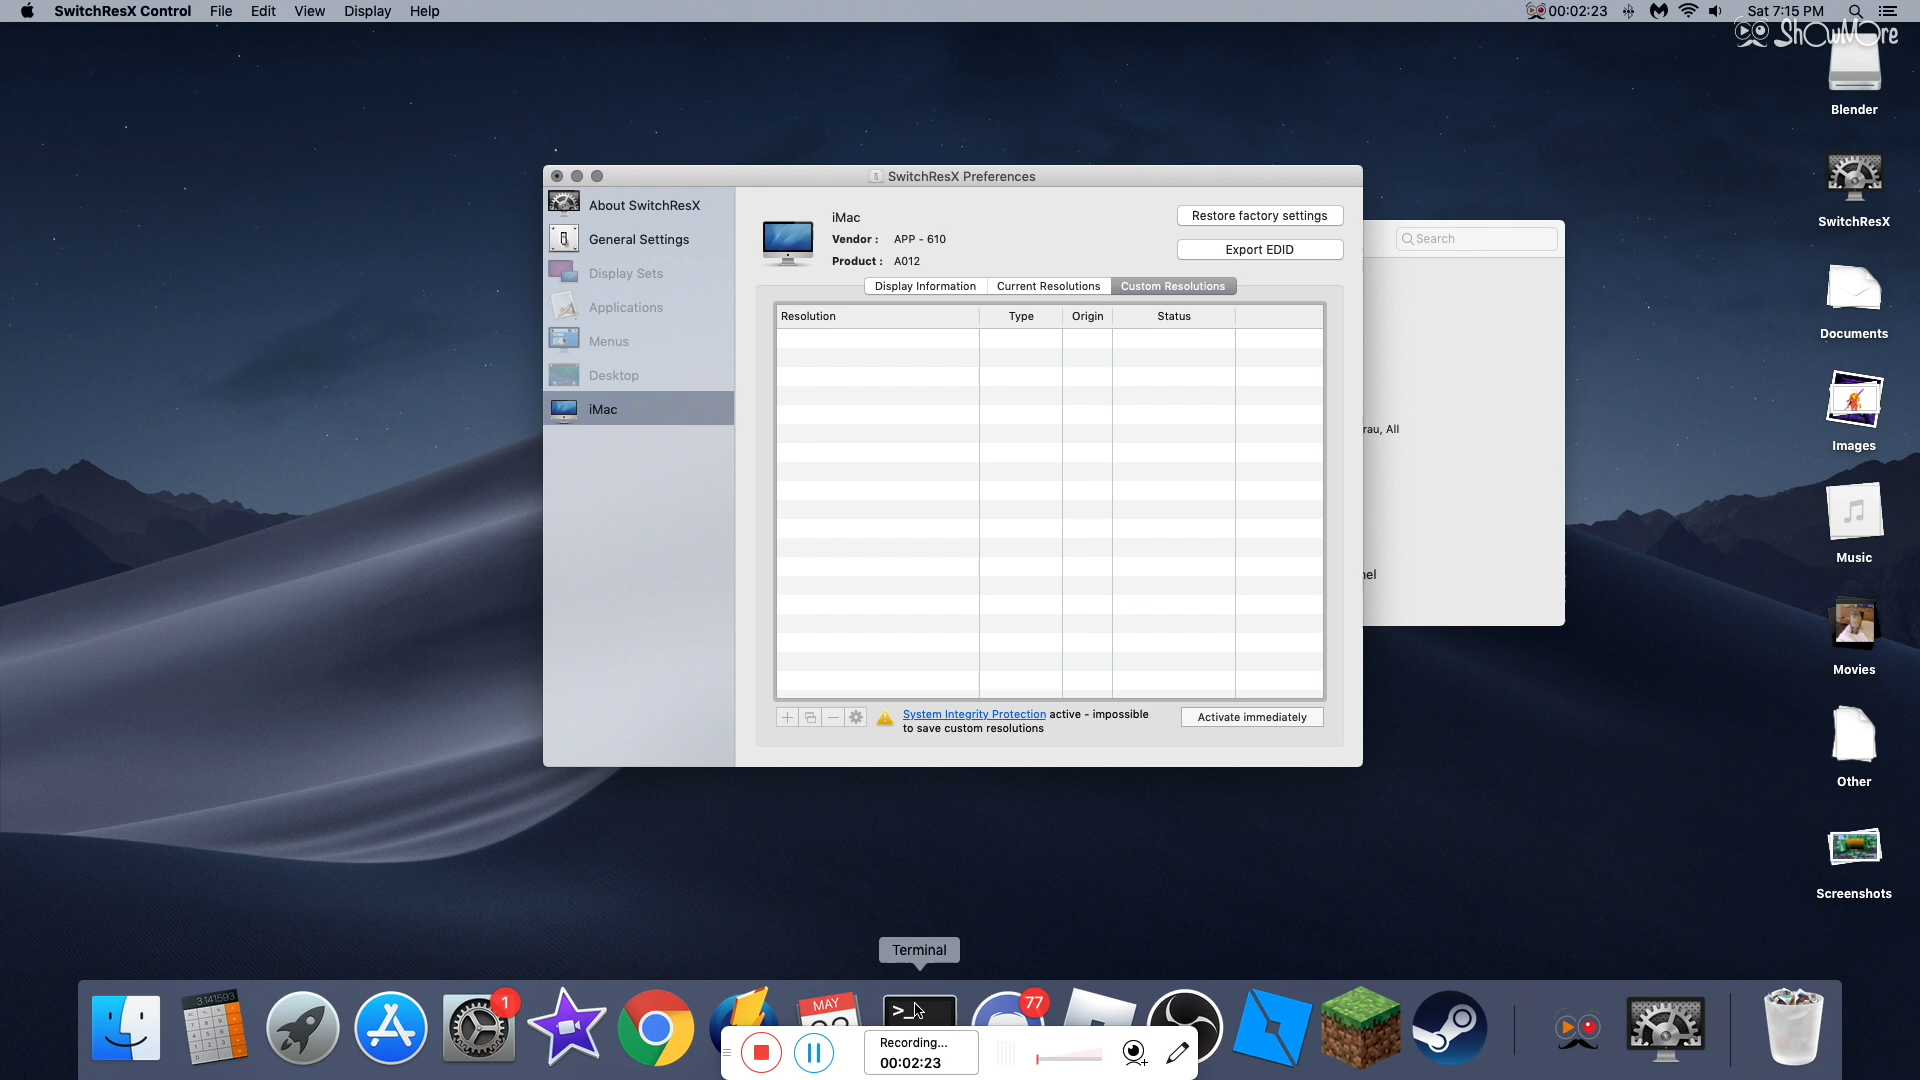 SwitchResX Control File Edit View Display Help 00:02:23 Sat 7:15 PM
ShowMore
Blender
SwitchResX
Documents
Images
Music
Movies
Other
Screenshots
SwitchResX Preferences
About SwitchResX
General Settings
Display Sets
Applications
Menus
Desktop
iMac
iMac
Vendor : APP - 610
Product : A012
Restore factory settings
Export EDID
Display Information Current Resolutions Custom Resolutions
Resolution Type Origin Status
System Integrity Protection active - impossible
to save custom resolutions
Activate immediately
Search
rau, All
nel
Terminal
3.141593
1
MAY
>_
77
Recording...
00:02:23